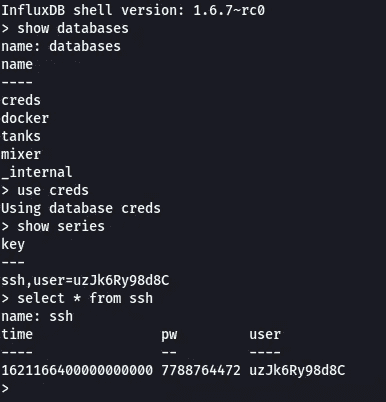 InfluxDB shell version: 1.6.7~rc0
> show databases
name: databases
name
----
creds
docker
tanks
mixer
_internal
> use creds
Using database creds
> show series
key
---
ssh,user=uzJk6Ry98d8C
> select * from ssh
name: ssh
time                pw         user
----                --         ----
1621166400000000000 7788764472 uzJk6Ry98d8C
>